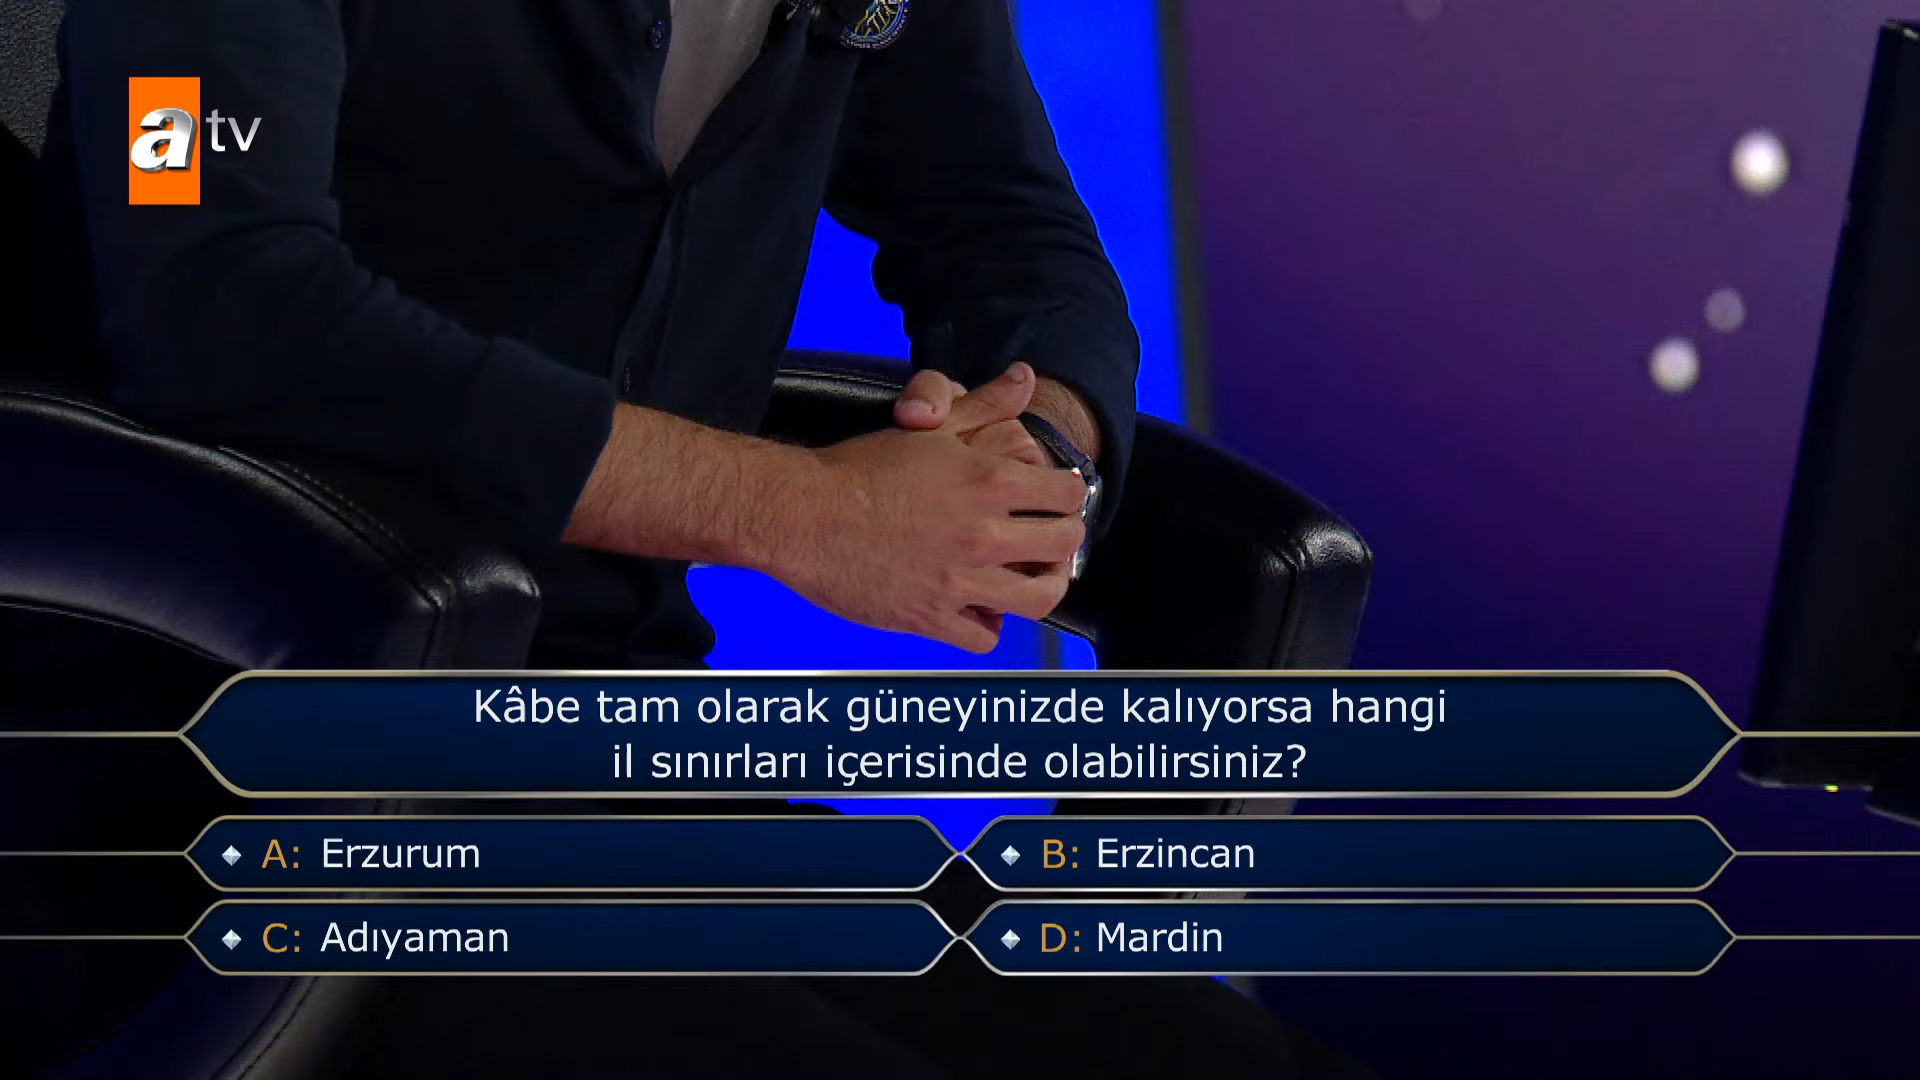 atv
Kâbe tam olarak güneyinizde kalıyorsa hangi
il sınırları içerisinde olabilirsiniz?
A: Erzurum
B: Erzincan
C: Adıyaman
D: Mardin